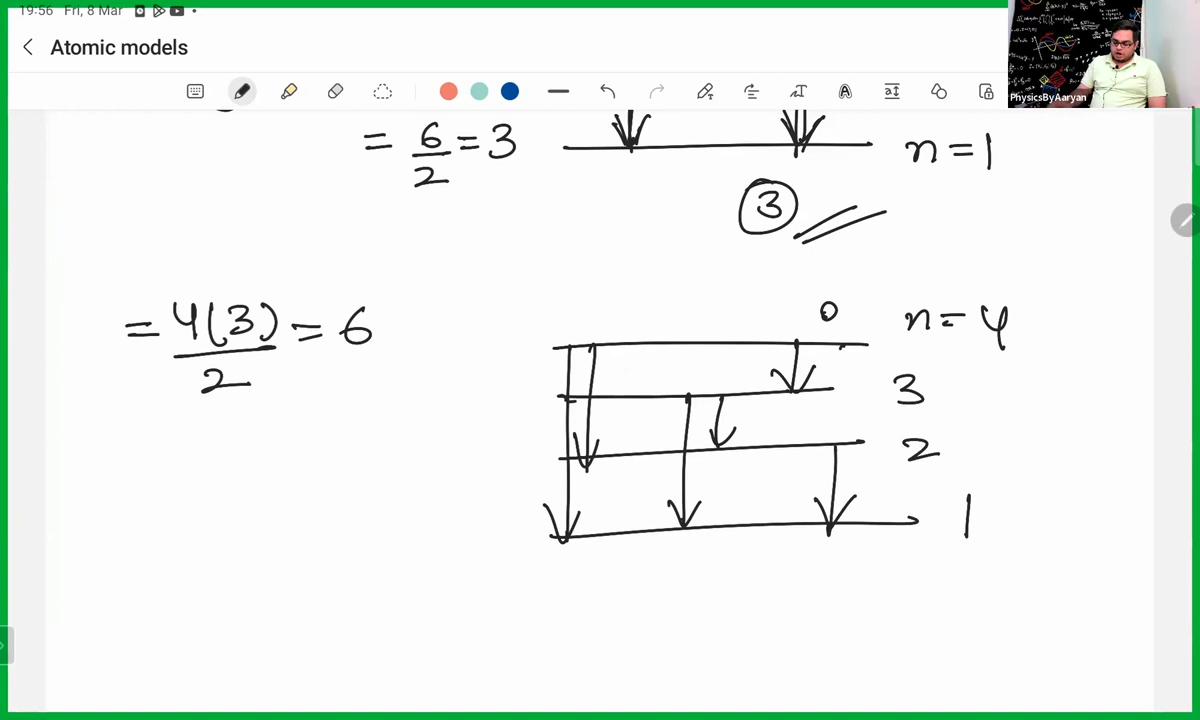 19:56 Fri, 8 Mar
Atomic models
PhysicsByAaryan
= 6/2 = 3
n = 1
3
= 4(3)/2 = 6
n = 4
3
2
1